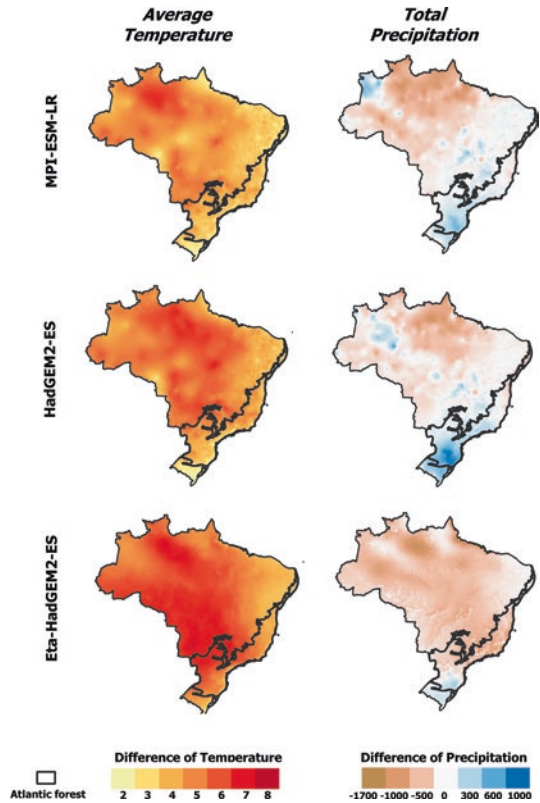 Average
Temperature
Total
Precipitation
MPI-ESM-LR
HadGEM2-ES
Eta-HadGEM2-ES
Atlantic forest
Difference of Temperature
2 3 4 5 6 7 8
Difference of Precipitation
-1700 -1000 -500 0 300 600 1000